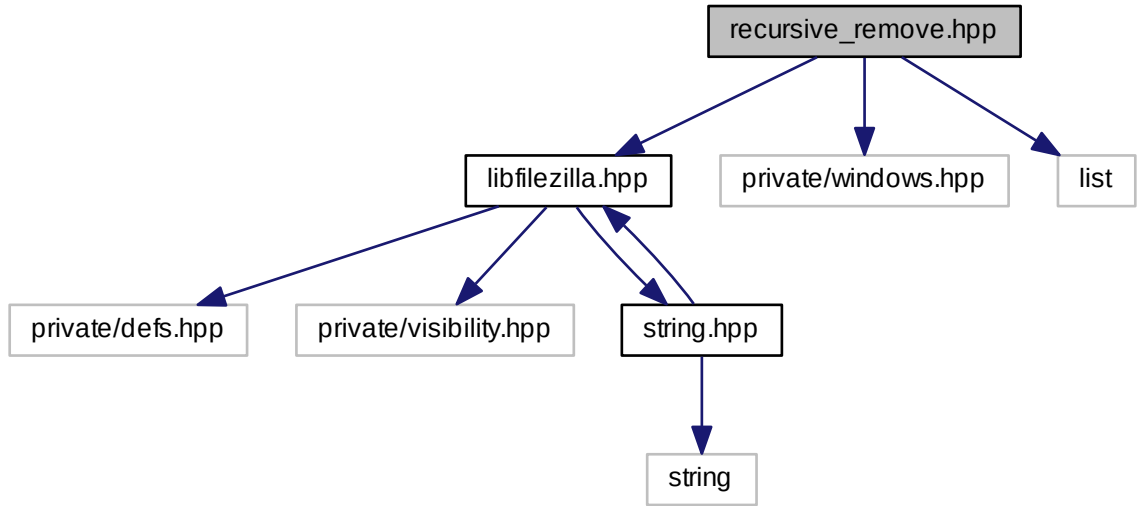 recursive_remove.hpp
libfilezilla.hpp
private/windows.hpp
list
private/defs.hpp
private/visibility.hpp
string.hpp
string